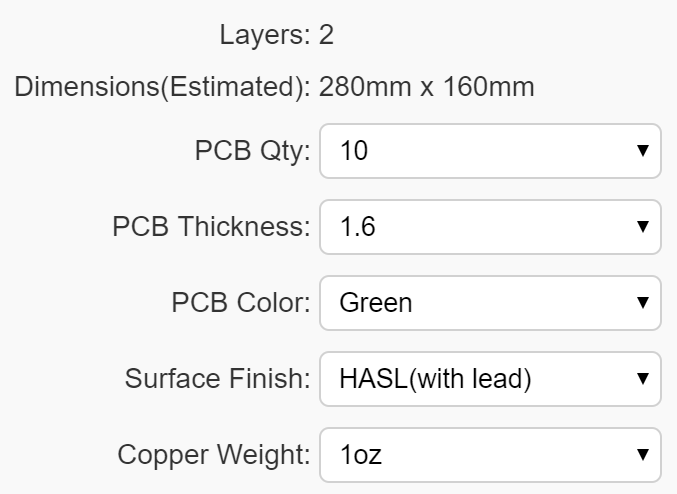 Layers: 2
Dimensions(Estimated): 280mm x 160mm
PCB Qty: 10
PCB Thickness: 1.6
PCB Color: Green
Surface Finish: HASL(with lead)
Copper Weight: 1oz